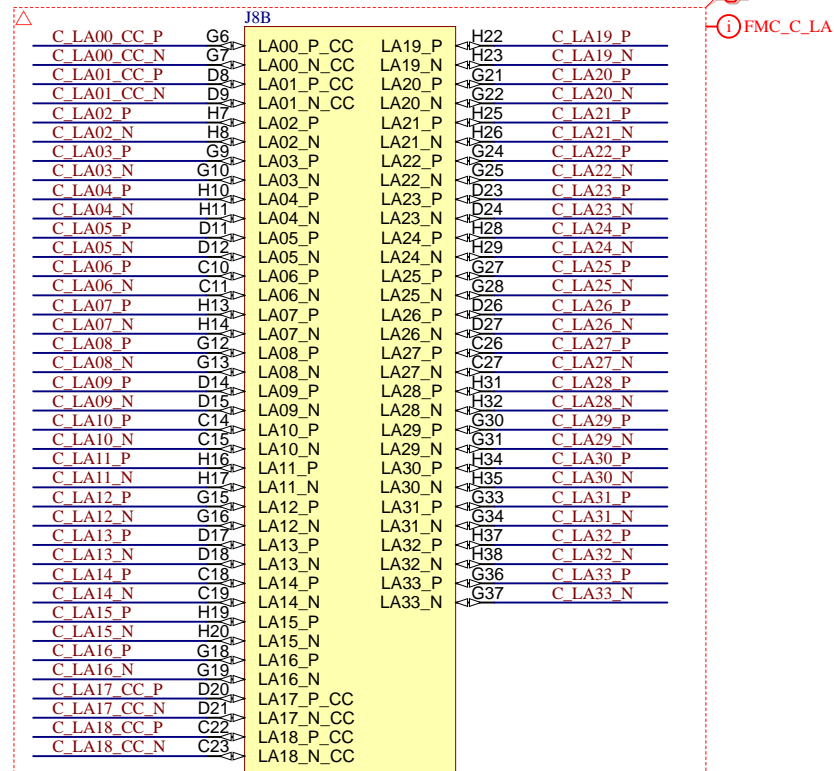 J8B
FMC_C_LA
C_LA00_CC_P G6 LA00_P_CC LA19_P H22 C_LA19_P
C_LA00_CC_N G7 LA00_N_CC LA19_N H23 C_LA19_N
C_LA01_CC_P D8 LA01_P_CC LA20_P G21 C_LA20_P
C_LA01_CC_N D9 LA01_N_CC LA20_N G22 C_LA20_N
C_LA02_P H7 LA02_P LA21_P H25 C_LA21_P
C_LA02_N H8 LA02_N LA21_N H26 C_LA21_N
C_LA03_P G9 LA03_P LA22_P G24 C_LA22_P
C_LA03_N G10 LA03_N LA22_N G25 C_LA22_N
C_LA04_P H10 LA04_P LA23_P D23 C_LA23_P
C_LA04_N H11 LA04_N LA23_N D24 C_LA23_N
C_LA05_P D11 LA05_P LA24_P H28 C_LA24_P
C_LA05_N D12 LA05_N LA24_N H29 C_LA24_N
C_LA06_P C10 LA06_P LA25_P G27 C_LA25_P
C_LA06_N C11 LA06_N LA25_N G28 C_LA25_N
C_LA07_P H13 LA07_P LA26_P D26 C_LA26_P
C_LA07_N H14 LA07_N LA26_N D27 C_LA26_N
C_LA08_P G12 LA08_P LA27_P C26 C_LA27_P
C_LA08_N G13 LA08_N LA27_N C27 C_LA27_N
C_LA09_P D14 LA09_P LA28_P H31 C_LA28_P
C_LA09_N D15 LA09_N LA28_N H32 C_LA28_N
C_LA10_P C14 LA10_P LA29_P G30 C_LA29_P
C_LA10_N C15 LA10_N LA29_N G31 C_LA29_N
C_LA11_P H16 LA11_P LA30_P H34 C_LA30_P
C_LA11_N H17 LA11_N LA30_N H35 C_LA30_N
C_LA12_P G15 LA12_P LA31_P G33 C_LA31_P
C_LA12_N G16 LA12_N LA31_N G34 C_LA31_N
C_LA13_P D17 LA13_P LA32_P H37 C_LA32_P
C_LA13_N D18 LA13_N LA32_N H38 C_LA32_N
C_LA14_P C18 LA14_P LA33_P G36 C_LA33_P
C_LA14_N C19 LA14_N LA33_N G37 C_LA33_N
C_LA15_P H19 LA15_P
C_LA15_N H20 LA15_N
C_LA16_P G18 LA16_P
C_LA16_N G19 LA16_N
C_LA17_CC_P D20 LA17_P_CC
C_LA17_CC_N D21 LA17_N_CC
C_LA18_CC_P C22 LA18_P_CC
C_LA18_CC_N C23 LA18_N_CC